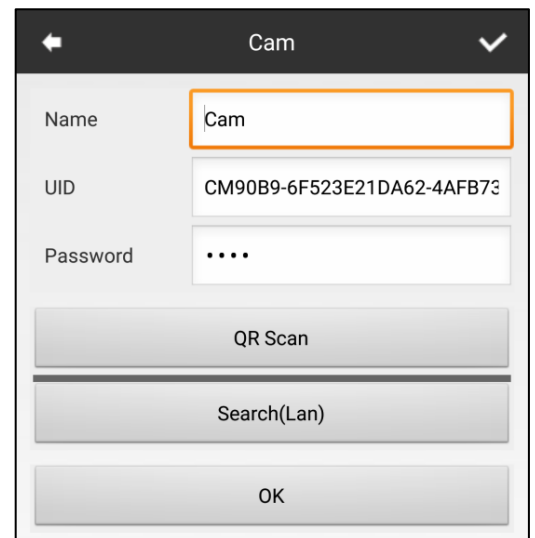 Cam
Name Cam
UID CM90B9-6F523E21DA62-4AFB73
Password ••••
QR Scan
Search(Lan)
OK